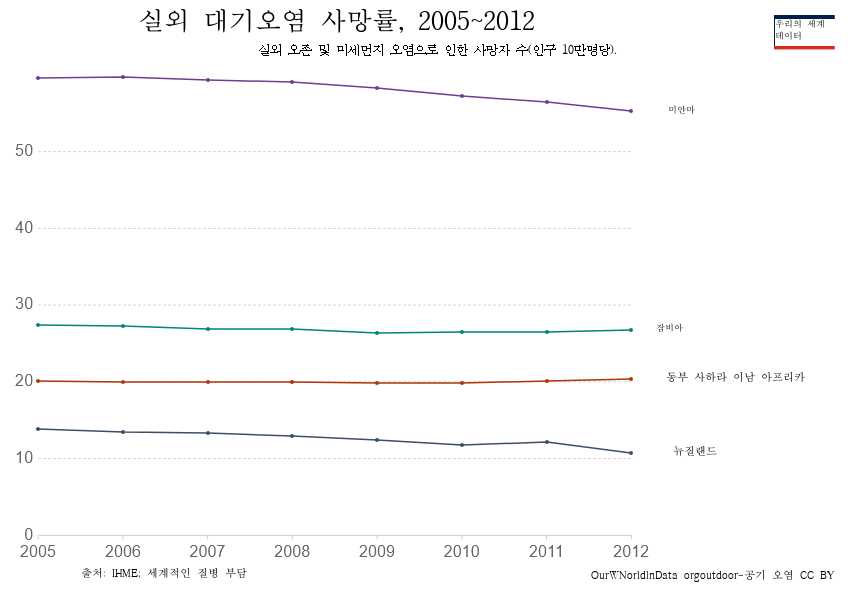 실외 대기오염 사망률, 2005~2012
우리의 세계
데이터
실외 오존 및 미세먼지 오염으로 인한 사망자 수(인구 10만명당).
미얀마
50
40
30
잠비아
동부 사하라 이남 아프리카
20
뉴질랜드
10
0
2005 2006 2007 2008 2009 2010 2011 2012
출처: IHME; 세계적인 질병 부담
OurWNorldInData orgoutdoor-공기 오염 CC BY